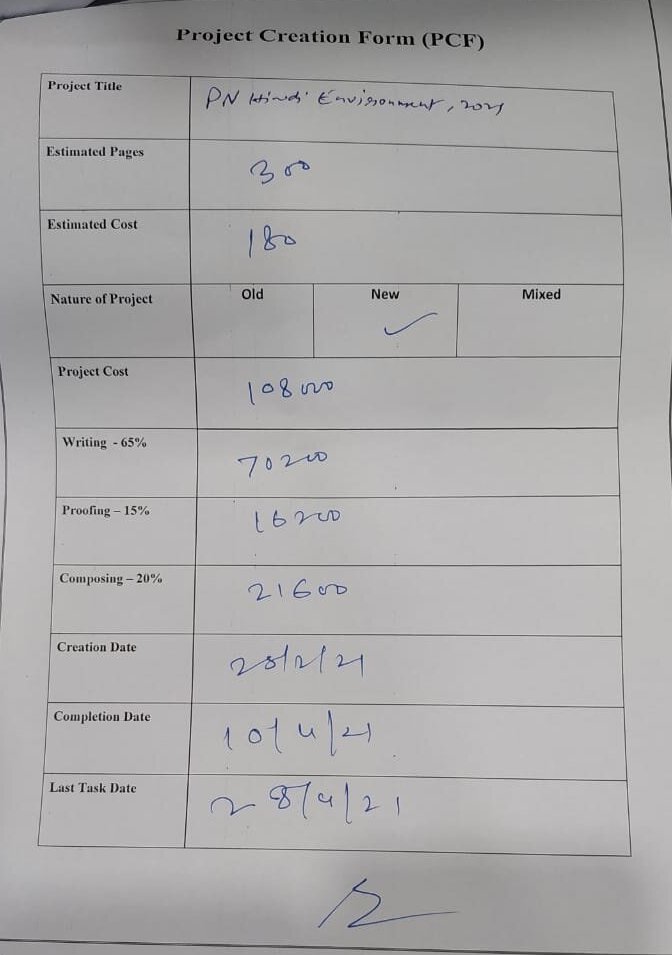 Project Creation Form (PCF)
Project Title PN Hindi Environment, 2021
Estimated Pages 300
Estimated Cost 180
Nature of Project Old New ✓ Mixed
Project Cost 108000
Writing - 65% 70200
Proofing – 15% 16200
Composing – 20% 21600
Creation Date /2/21
Completion Date 10/4/21
Last Task Date 28/4/21